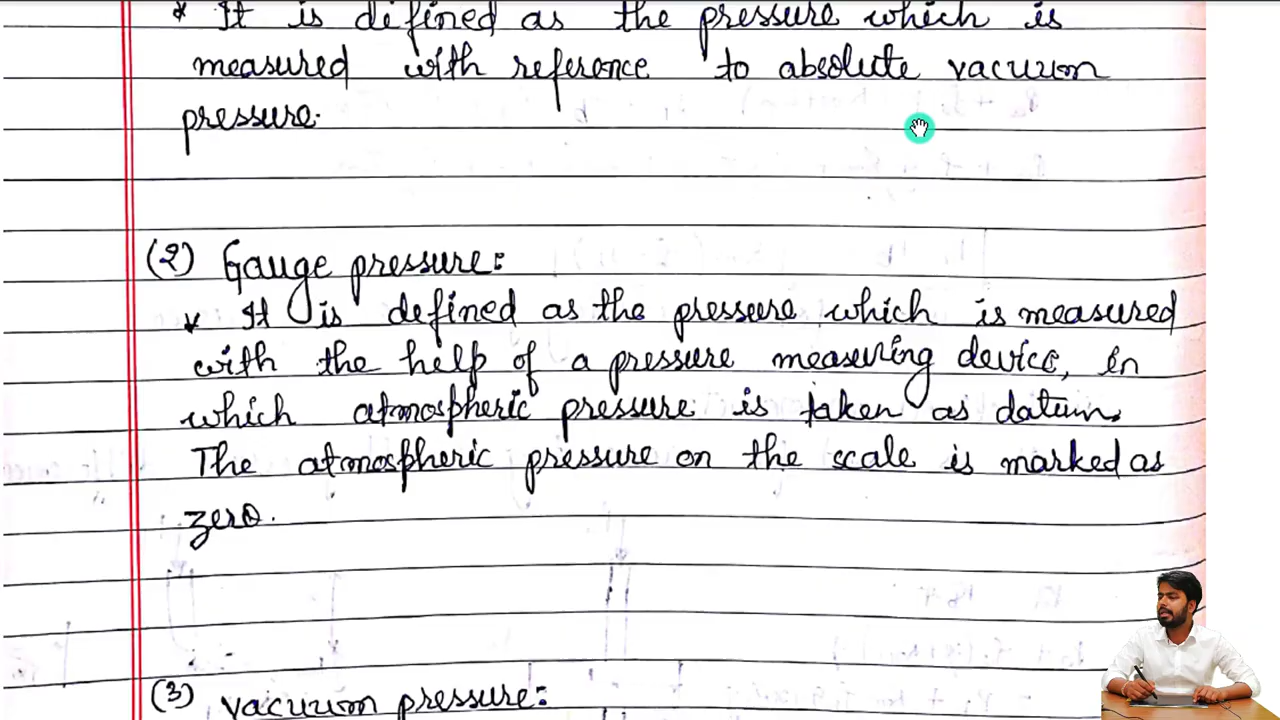 * It is defined as the pressure which is
measured with reference to absolute vacuum
pressure.
(2) Gauge pressure:
* It is defined as the pressure which is measured
with the help of a pressure measuring device, in
which atmospheric pressure is taken as datum.
The atmospheric pressure on the scale is marked as
zero.
(3) vacuum pressure: